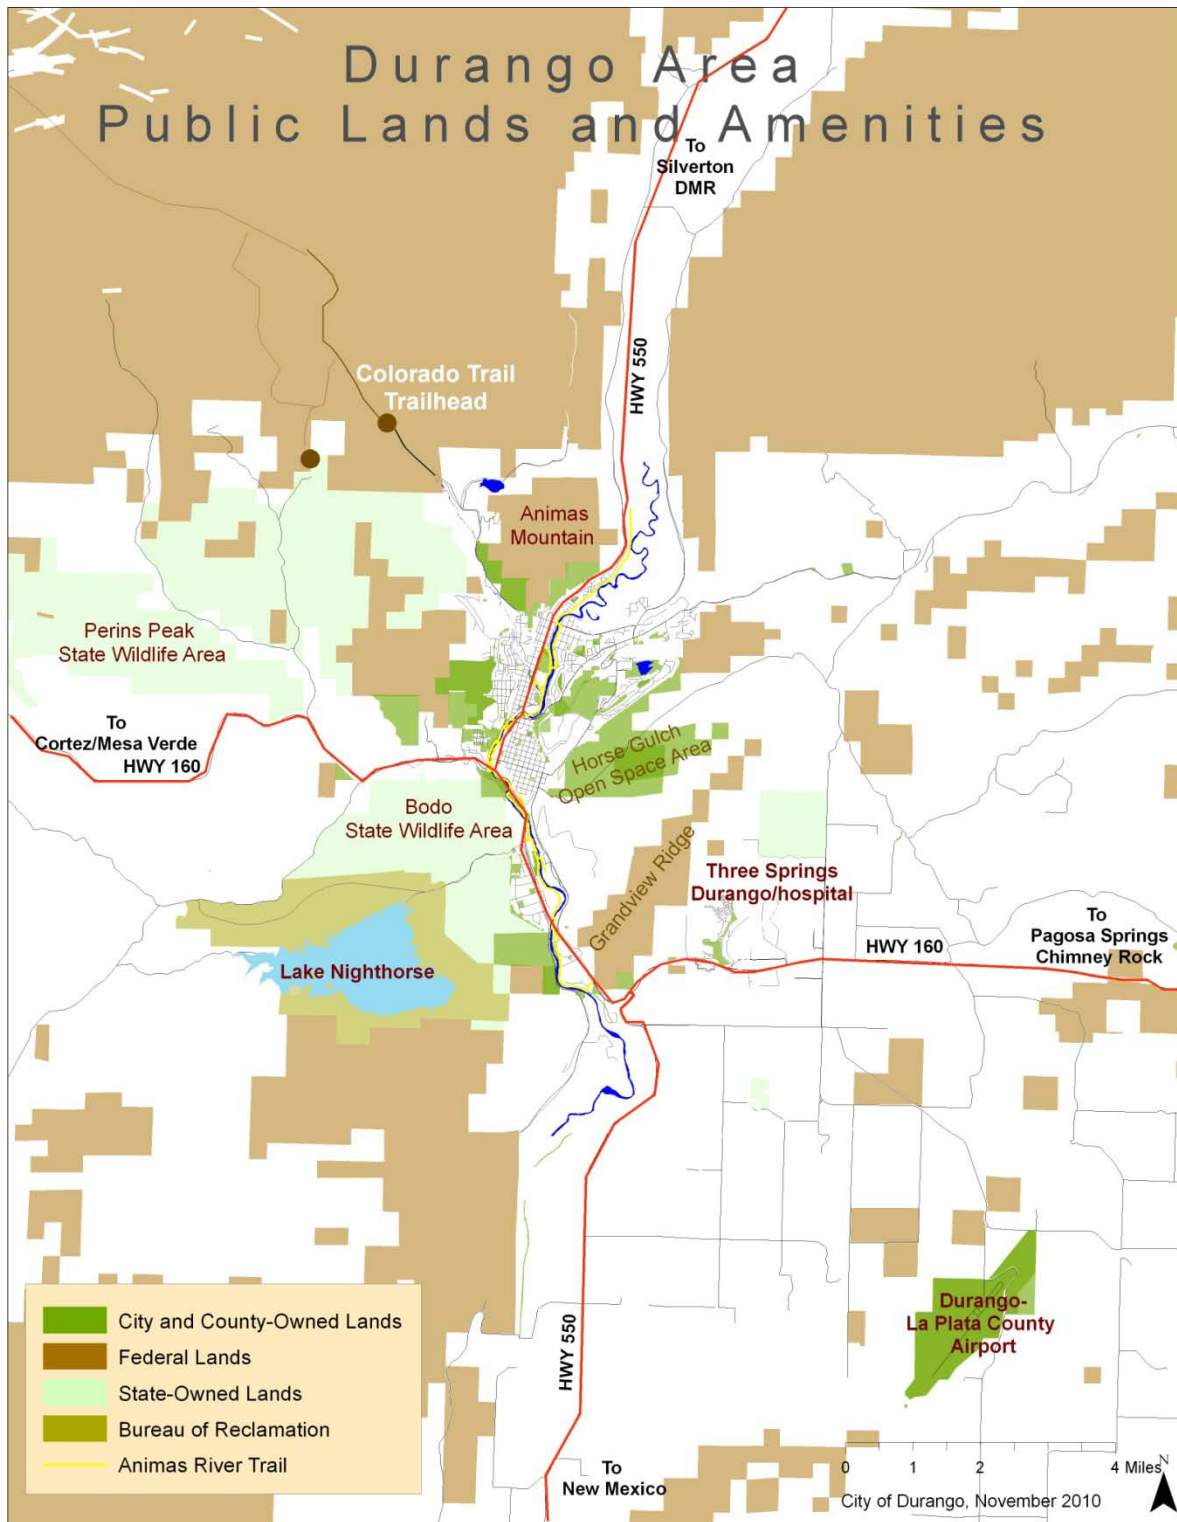 Durango Area
Public Lands and Amenities
To
Silverton
DMR
HWY 550
Colorado Trail
Trailhead
Animas
Mountain
Perins Peak
State Wildlife Area
To
Cortez/Mesa Verde
HWY 160
Horse Gulch
Open Space Area
Bodo
State Wildlife Area
Grandview Ridge
Three Springs
Durango/hospital
To
Pagosa Springs
Chimney Rock
HWY 160
Lake Nighthorse
HWY 550
Durango-
La Plata County
Airport
City and County-Owned Lands
Federal Lands
State-Owned Lands
Bureau of Reclamation
Animas River Trail
To
New Mexico
0 1 2 4 Miles
N
City of Durango, November 2010